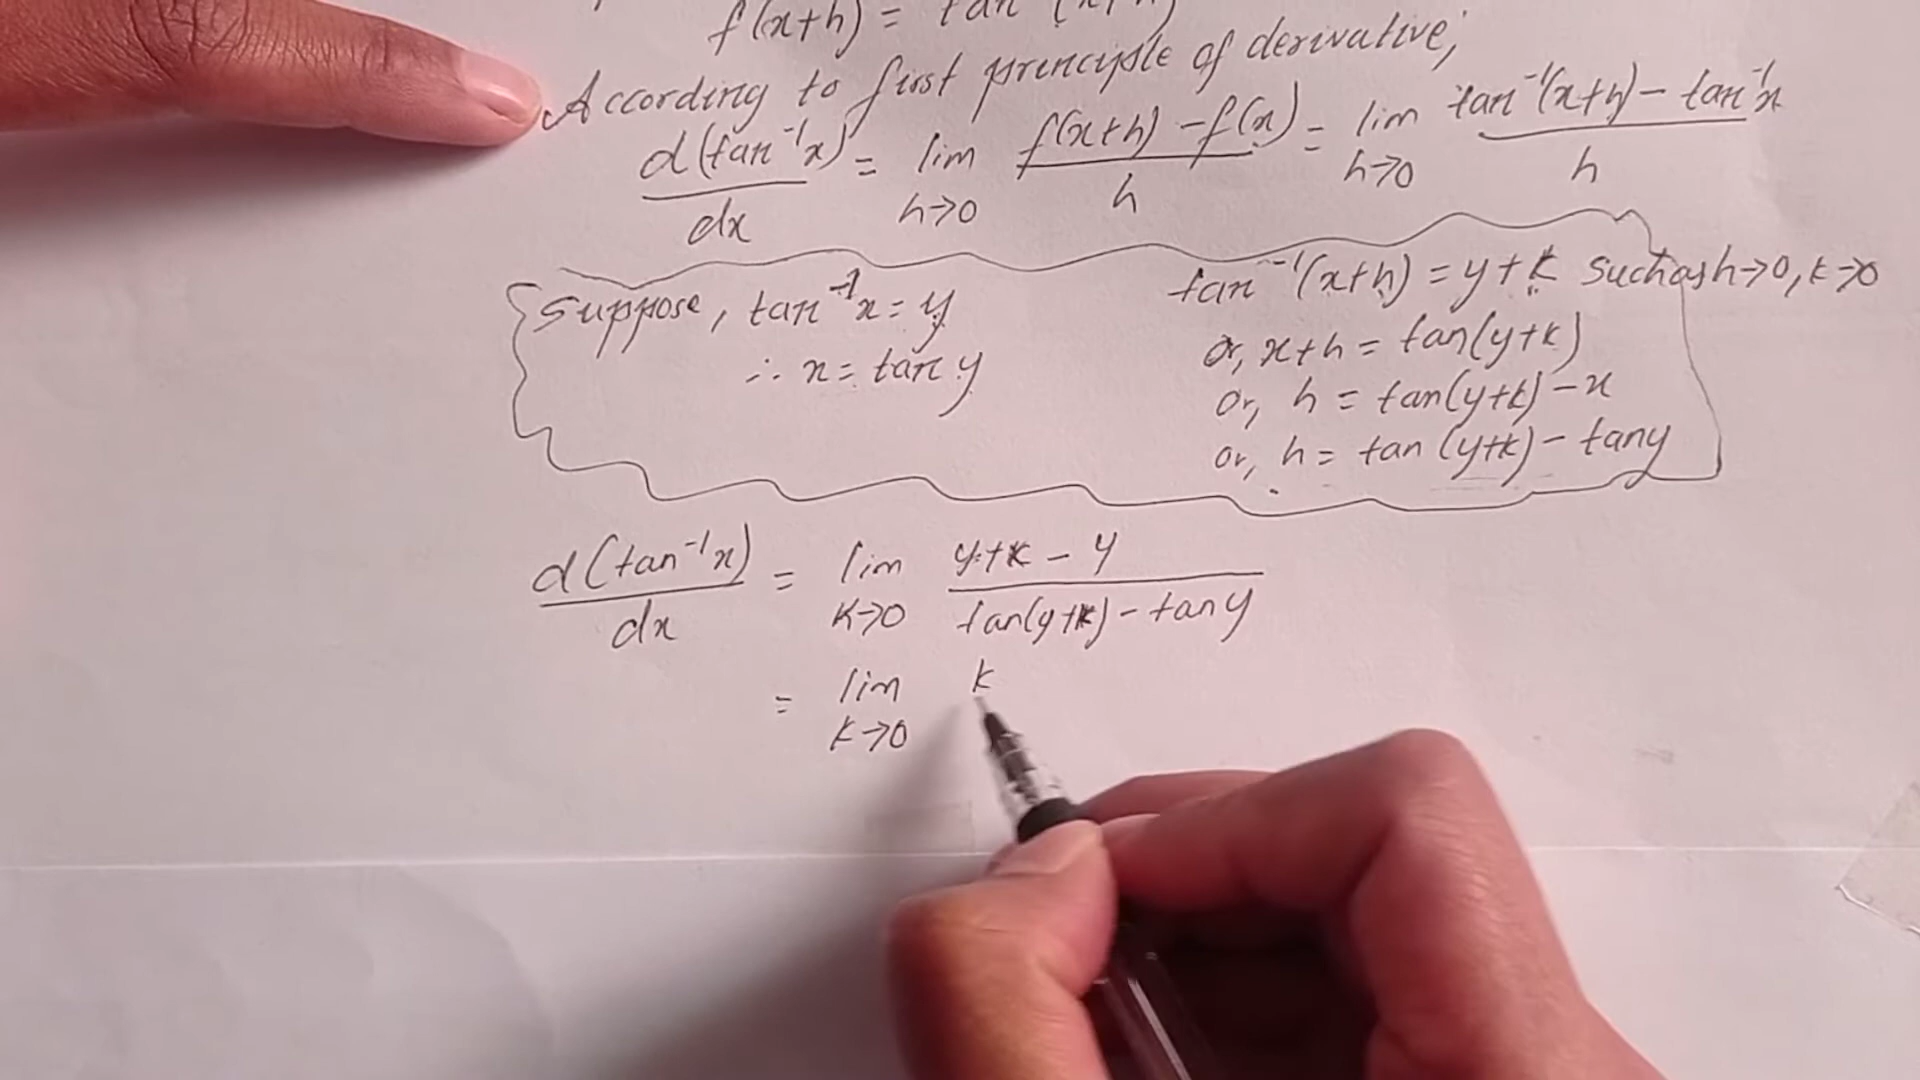 f(x+h) = tan⁻¹(x+h)
According to first principle of derivative;
d(tan⁻¹x)/dx = lim h→0 f(x+h) - f(x)/h = lim h→0 tan⁻¹(x+h) - tan⁻¹x/h
Suppose, tan⁻¹x = y
∴ x = tan y
tan⁻¹(x+h) = y+k such as h→0, k→0
or, x+h = tan(y+k)
or, h = tan(y+k) - x
or, h = tan(y+k) - tan y
d(tan⁻¹x)/dx = lim k→0 y+k - y/tan(y+k) - tan y
= lim k→0 k